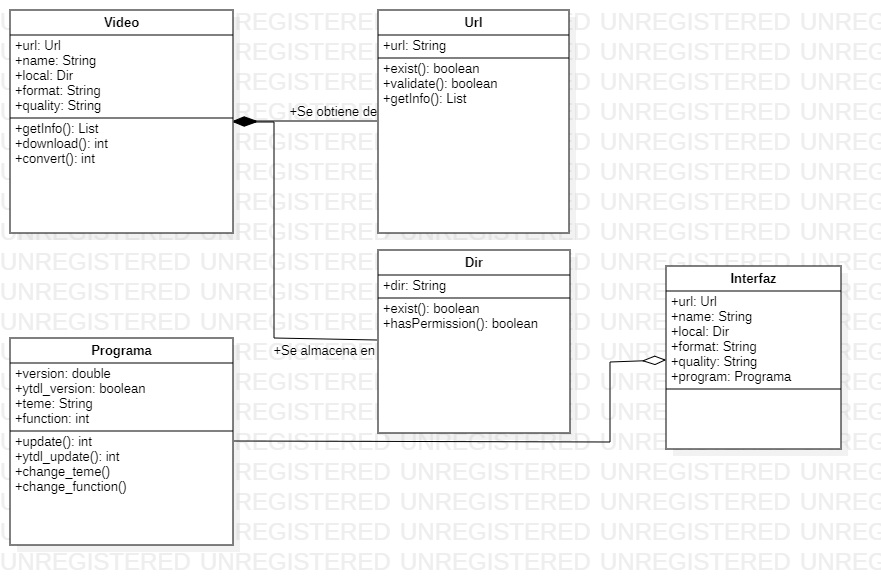 Video
+url: Url
+name: String
+local: Dir
+format: String
+quality: String
+getInfo(): List
+download(): int
+convert(): int
+Se obtiene de
Url
+url: String
+exist(): boolean
+validate(): boolean
+getInfo(): List
Dir
+dir: String
+exist(): boolean
+hasPermission(): boolean
+Se almacena en
Interfaz
+url: Url
+name: String
+local: Dir
+format: String
+quality: String
+program: Programa
Programa
+version: double
+ytdl_version: boolean
+teme: String
+function: int
+update(): int
+ytdl_update(): int
+change_teme()
+change_function()
UNREGISTERED